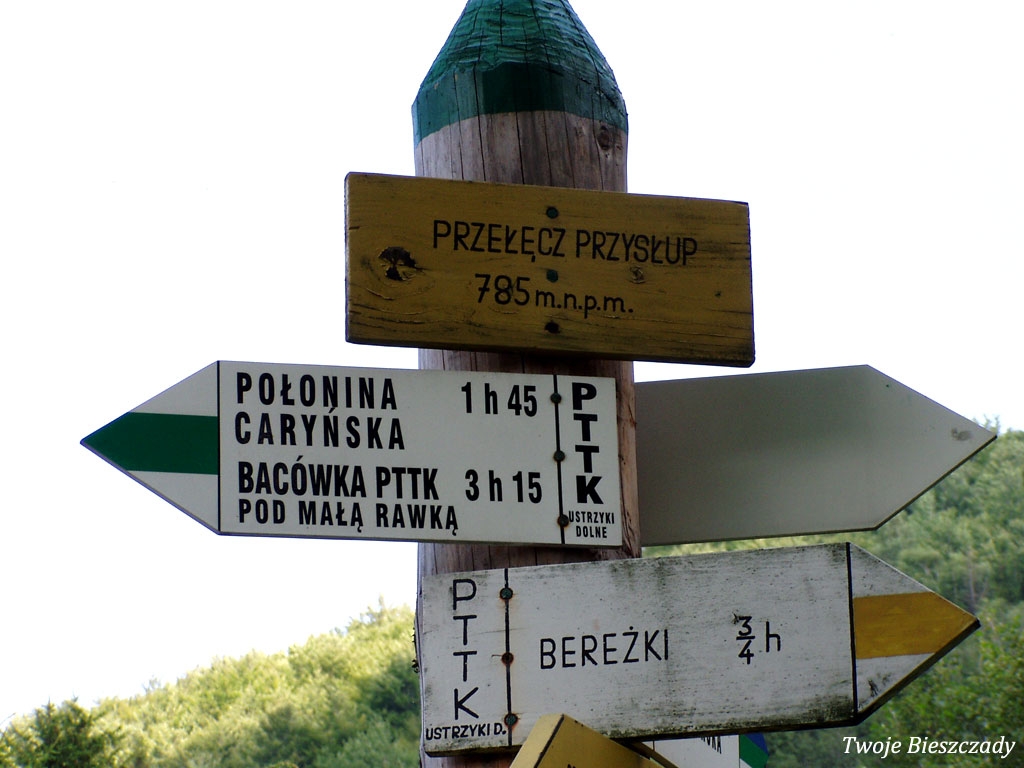 PRZEŁĘCZ PRZYSŁUP
785 m.n.p.m.
POŁONINA 1 h 45
CARYŃSKA
BACÓWKA PTTK 3 h 15
POD MAŁĄ RAWKĄ
PTTK
USTRZYKI
DOLNE
PTTK
USTRZYKI D.
BEREŻKI 3/4 h
Twoje Bieszczady